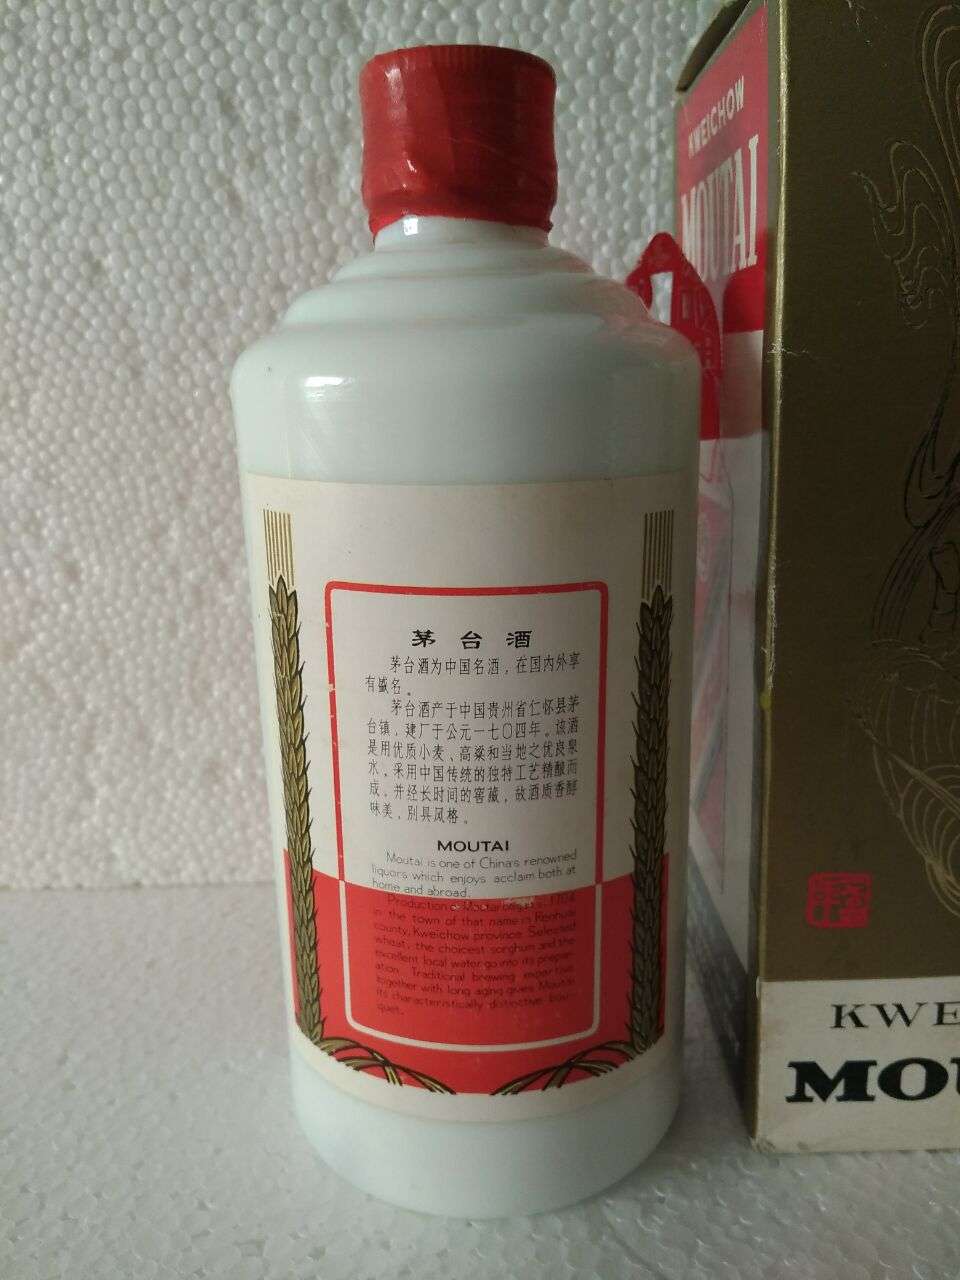 KWEICHOW
MOUTAI
茅台酒
茅台酒为中国名酒，在国内外享
有盛名。
茅台酒产于中国贵州省仁怀县茅
台镇，建厂于公元一七〇四年。该酒
是用优质小麦、高粱和当地之优良泉
水，采用中国传统的独特工艺精酿而
成，并经长时间的窖藏，故酒质香醇
味美，别具风格。
MOUTAI
Moutai is one of China's renowned
liquors which enjoys acclaim both at
home and abroad.
Production of Moutai began in 1704
in the town of that name in Renhuai
county, Kweichow province. Selected
wheat, the choicest sorghum and the
excellent local water go into its prepar-
ation. Traditional brewing expertise
together with long aging gives Moutai
its characteristically distinctive bou-
quet.
KWE
MOU